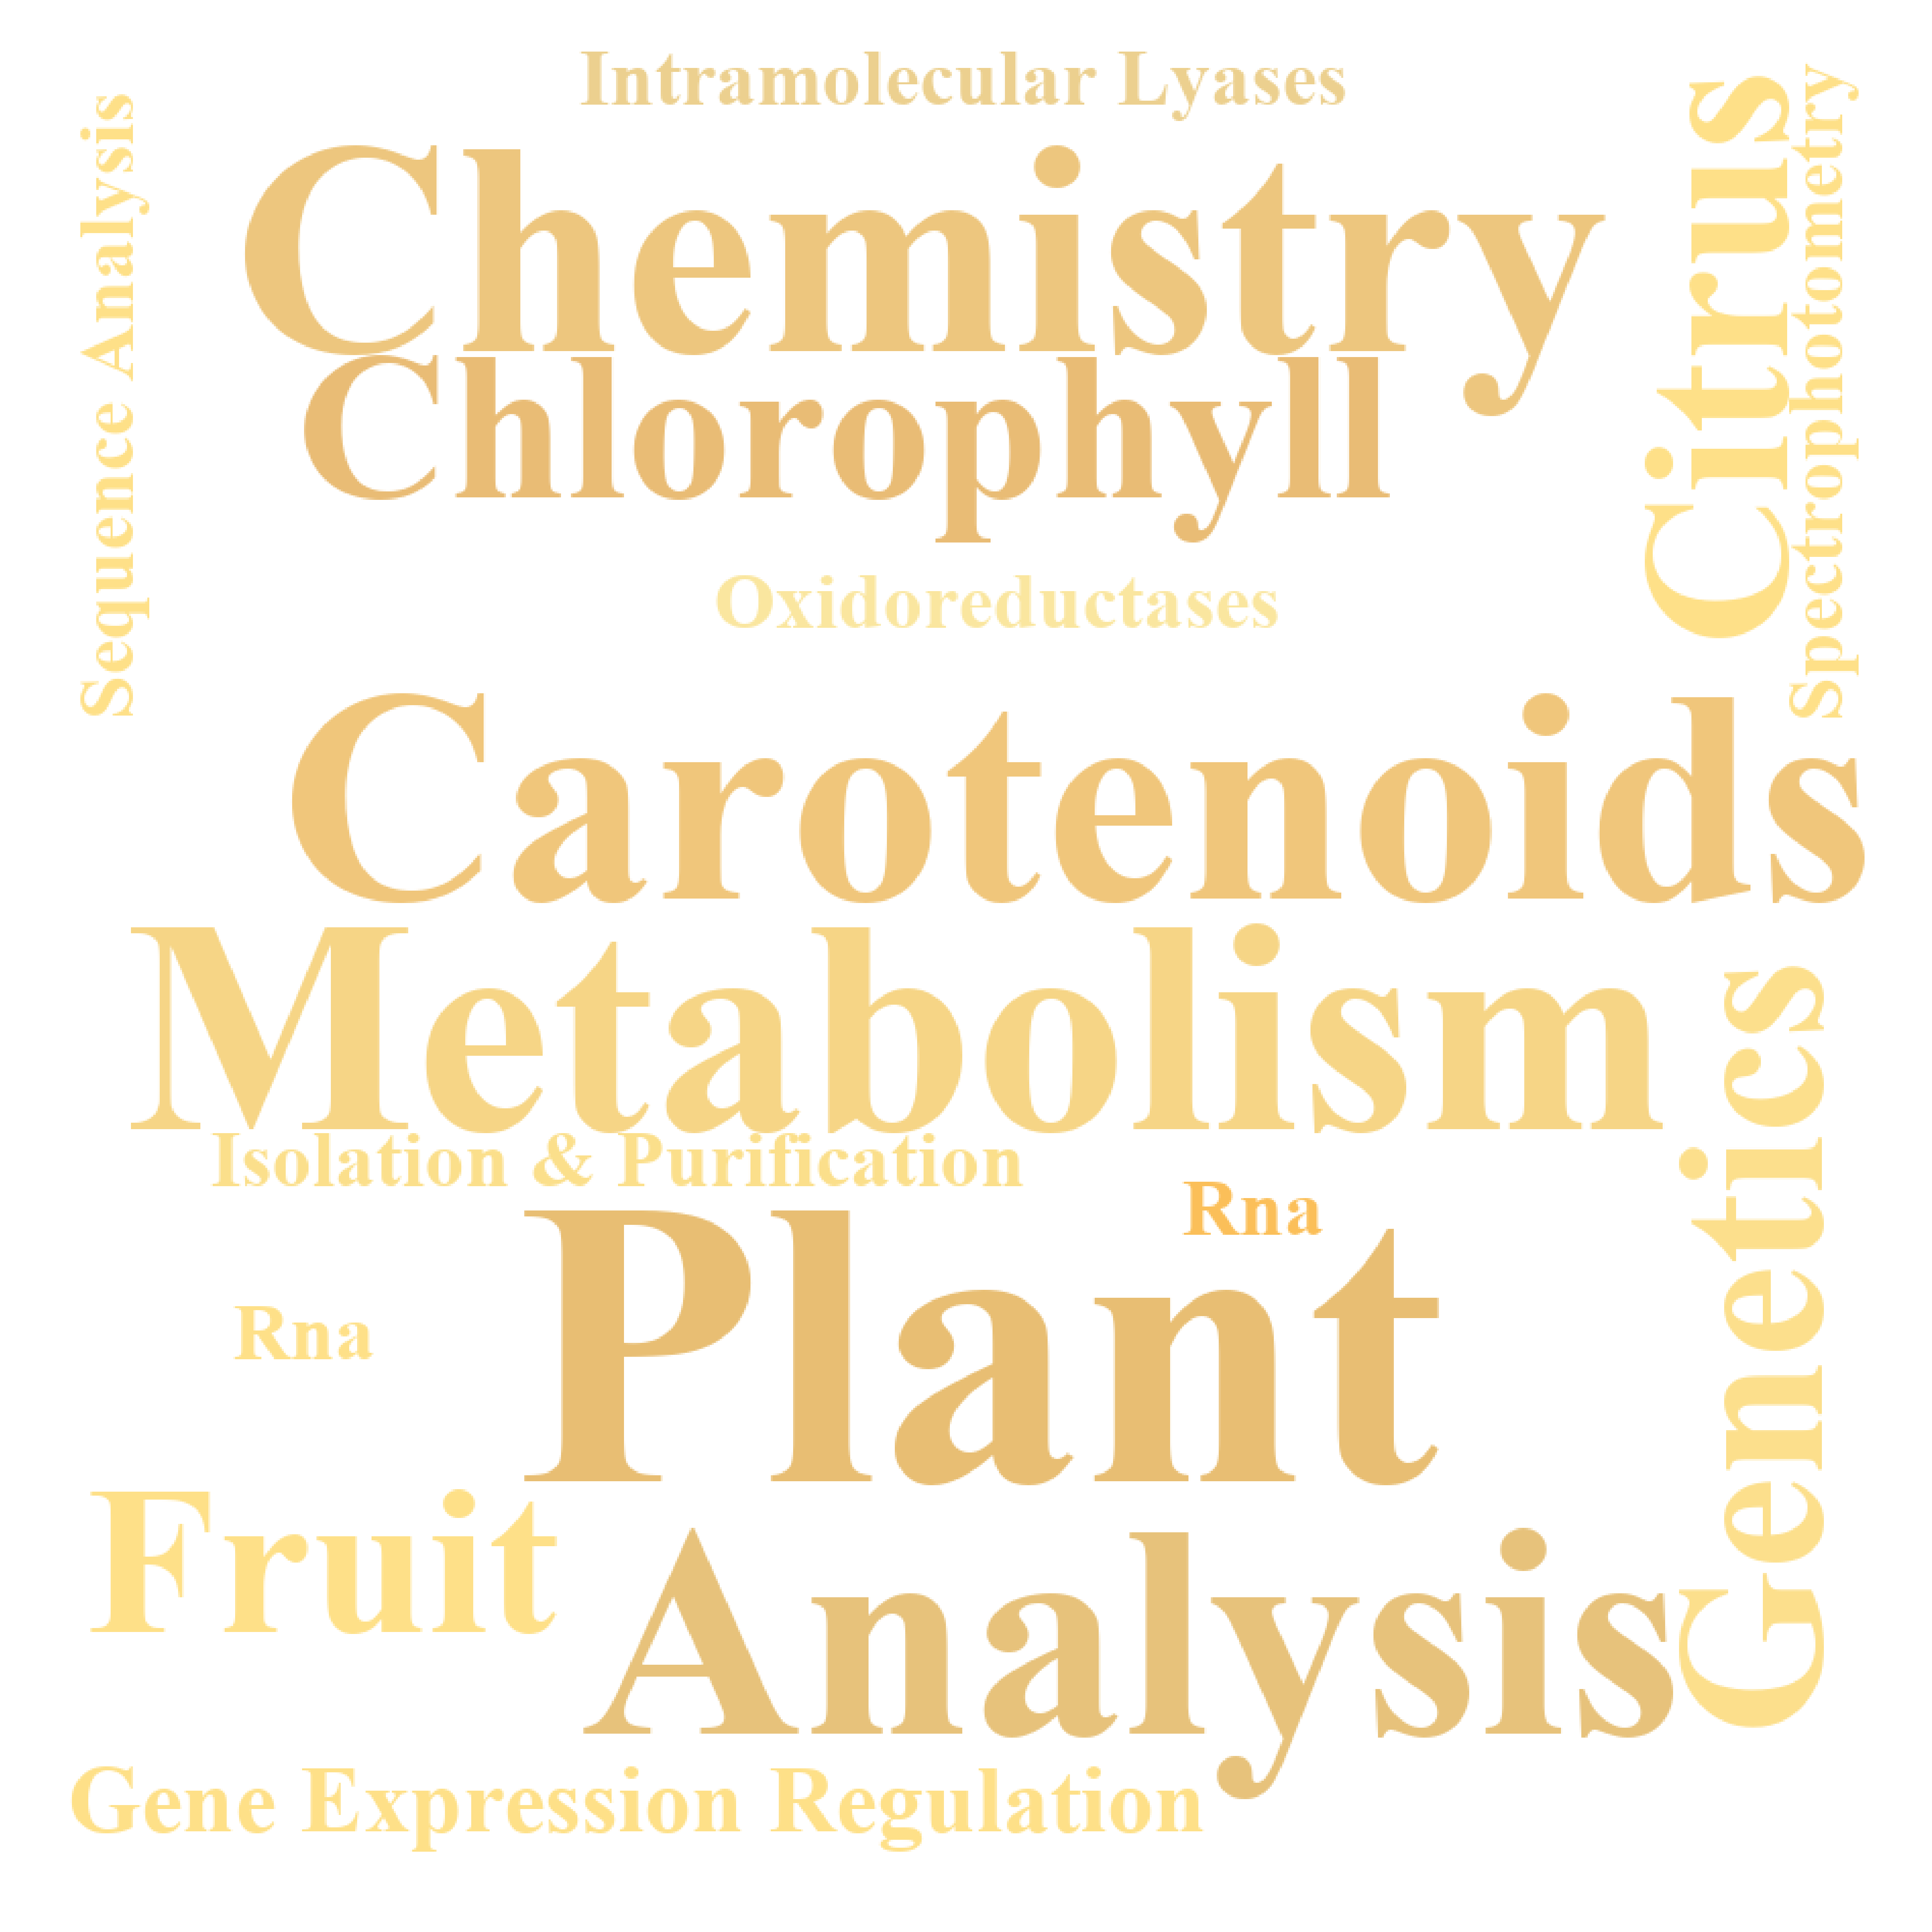 Intramolecular Lyases
Sequence Analysis
Chemistry
Citrus
Spectrophotometry
Chlorophyll
Oxidoreductases
Carotenoids
Metabolism
Genetics
Isolation & Purification
Rna
Plant
Rna
Fruit
Analysis
Gene Expression Regulation